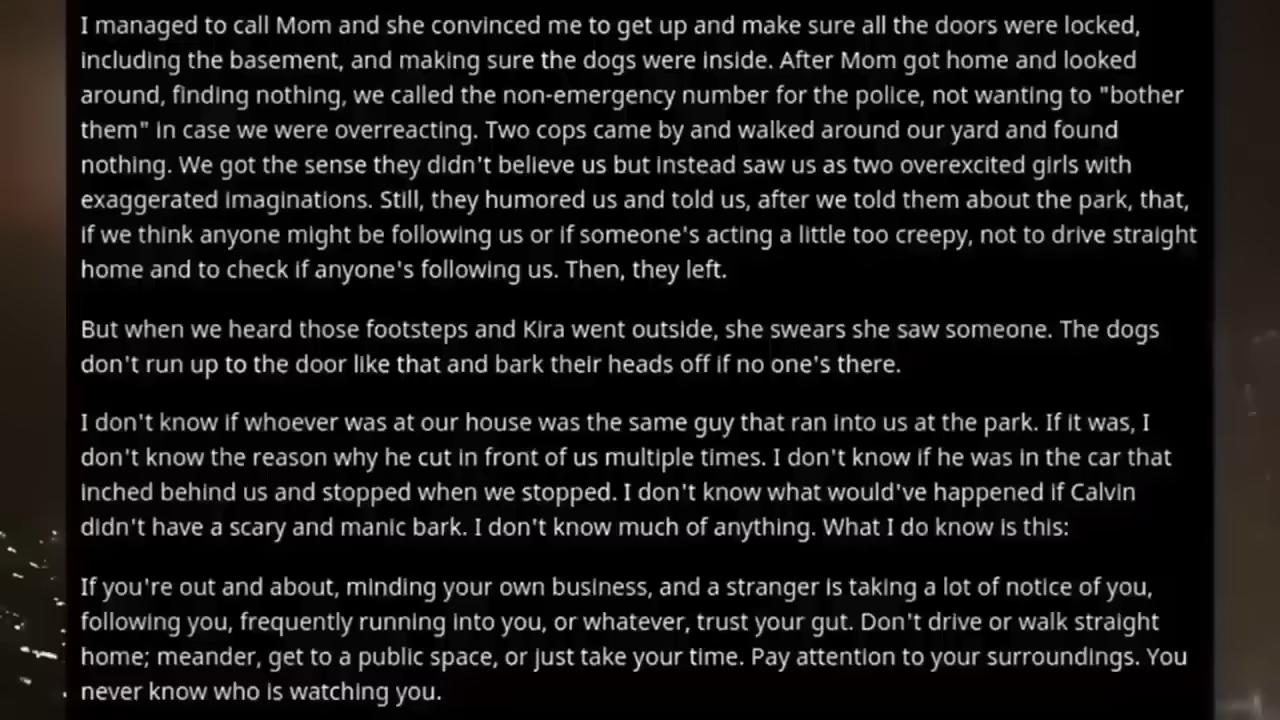 I managed to call Mom and she convinced me to get up and make sure all the doors were locked,
including the basement, and making sure the dogs were inside. After Mom got home and looked
around, finding nothing, we called the non-emergency number for the police, not wanting to "bother
them" in case we were overreacting. Two cops came by and walked around our yard and found
nothing. We got the sense they didn't believe us but instead saw us as two overexcited girls with
exaggerated imaginations. Still, they humored us and told us, after we told them about the park, that,
if we think anyone might be following us or if someone's acting a little too creepy, not to drive straight
home and to check if anyone's following us. Then, they left.
But when we heard those footsteps and Kira went outside, she swears she saw someone. The dogs
don't run up to the door like that and bark their heads off if no one's there.
I don't know if whoever was at our house was the same guy that ran into us at the park. If it was, I
don't know the reason why he cut in front of us multiple times. I don't know if he was in the car that
inched behind us and stopped when we stopped. I don't know what would've happened if Calvin
didn't have a scary and manic bark. I don't know much of anything. What I do know is this:
If you're out and about, minding your own business, and a stranger is taking a lot of notice of you,
following you, frequently running into you, or whatever, trust your gut. Don't drive or walk straight
home; meander, get to a public space, or just take your time. Pay attention to your surroundings. You
never know who is watching you.